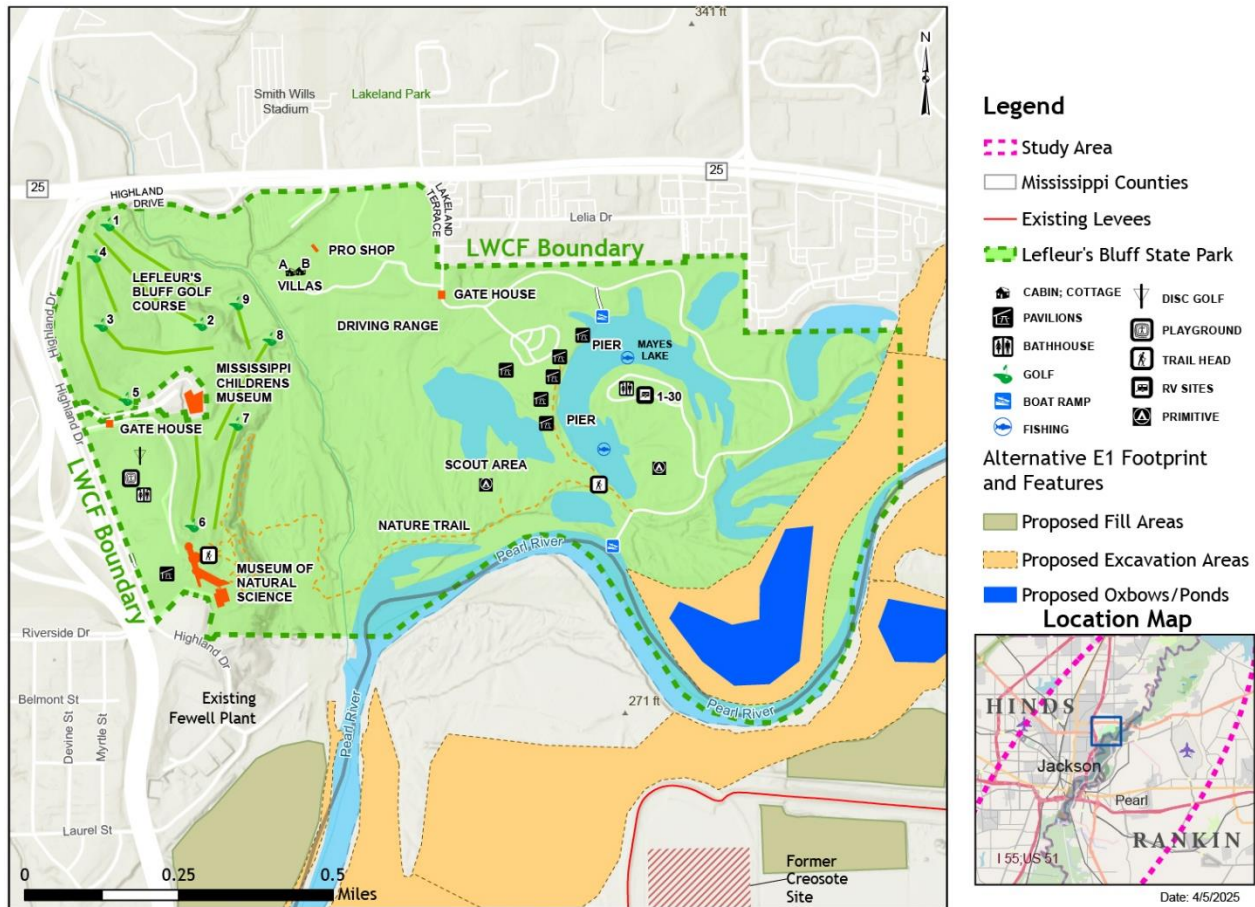 341 ft
N
Smith Wills
Stadium
Lakeland Park
25
HIGHLAND
DRIVE
LAKELAND
TERRACE
25
Lelia Dr
LWCF Boundary
1
4
LEFLEUR'S
BLUFF GOLF
COURSE
3
2
9
8
A B
VILLAS
PRO SHOP
GATE HOUSE
DRIVING RANGE
Highland Dr
PIER
MAYES
LAKE
MISSISSIPPI
CHILDRENS
MUSEUM
5
7
1-30
Highland Dr
GATE HOUSE
PIER
LWCF Boundary
SCOUT AREA
6
NATURE TRAIL
MUSEUM OF
NATURAL
SCIENCE
Pearl River
Riverside Dr
Highland Dr
Belmont St
Devine St
Myrtle St
Existing
Fewell Plant
Pearl River
271 ft
Pearl River
Laurel St
0
0.25
0.5
Miles
Former
Creosote
Site
Legend
Study Area
Mississippi Counties
Existing Levees
Lefleur's Bluff State Park
CABIN; COTTAGE
PAVILIONS
BATHHOUSE
GOLF
BOAT RAMP
FISHING
DISC GOLF
PLAYGROUND
TRAIL HEAD
RV SITES
PRIMITIVE
Alternative E1 Footprint
and Features
Proposed Fill Areas
Proposed Excavation Areas
Proposed Oxbows/Ponds
Location Map
HINDS
Jackson
Pearl
RANKIN
I 55;US 51
Date: 4/5/2025